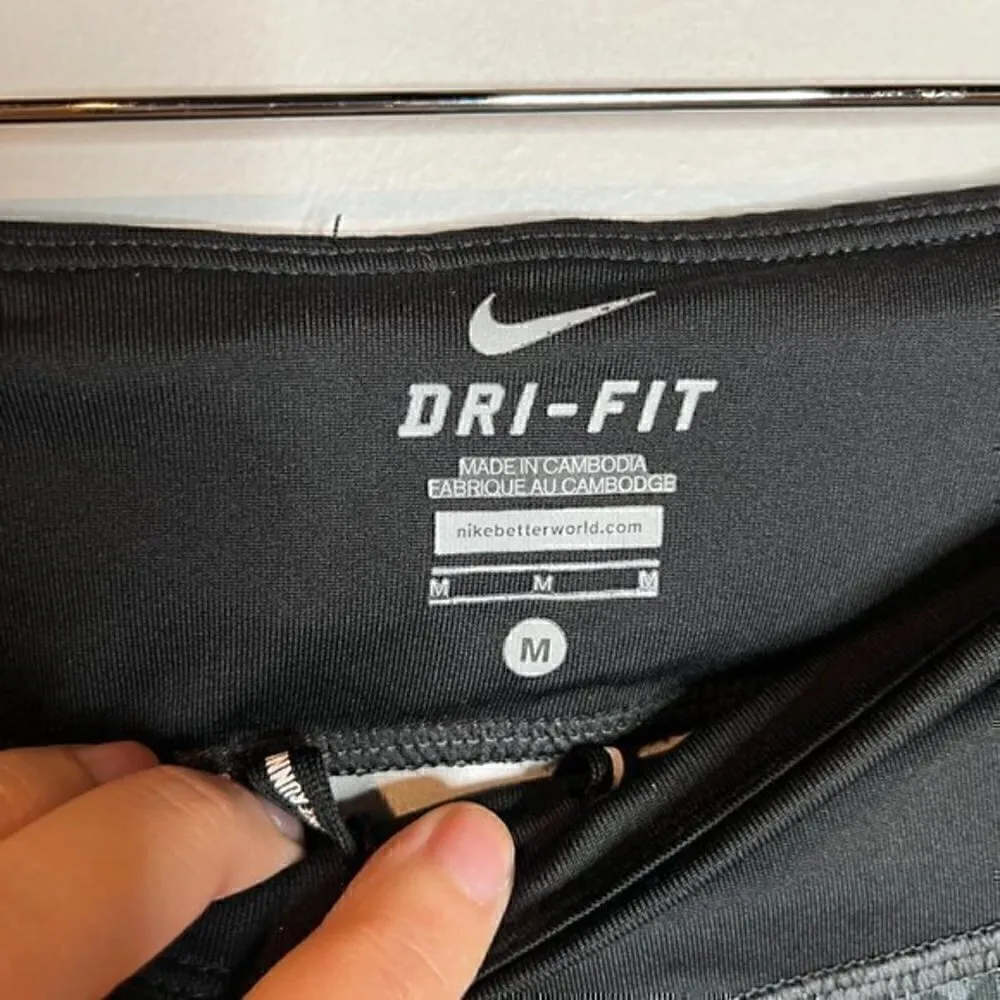 DRI-FIT
MADE IN CAMBODIA
FABRIQUE AU CAMBODGE
nikebetterworld.com
M M M
M